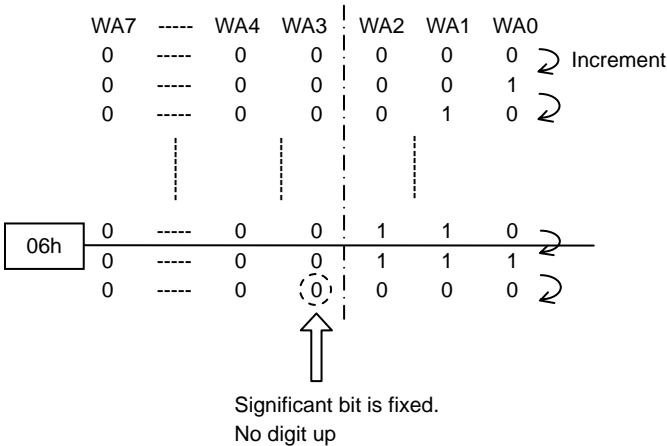 WA7 ----- WA4 WA3 WA2 WA1 WA0
0 ----- 0 0 0 0 0 Increment
0 ----- 0 0 0 0 1
0 ----- 0 0 0 1 0
06h 0 ----- 0 0 1 1 0
0 ----- 0 0 1 1 1
0 ----- 0 0 0 0 0
Significant bit is fixed.
No digit up